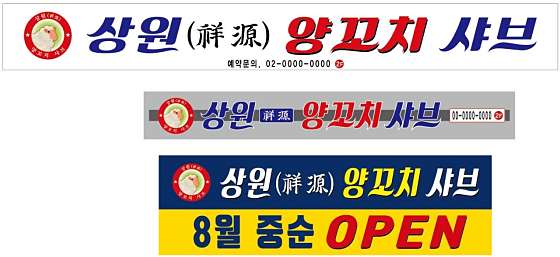 상원(祥源) 양꼬치 샤브
예약문의. 02-0000-0000 2F
상원 祥源 양꼬치 샤브 00-0000-0000 2F
상원(祥源) 양꼬치 샤브
8월 중순 OPEN